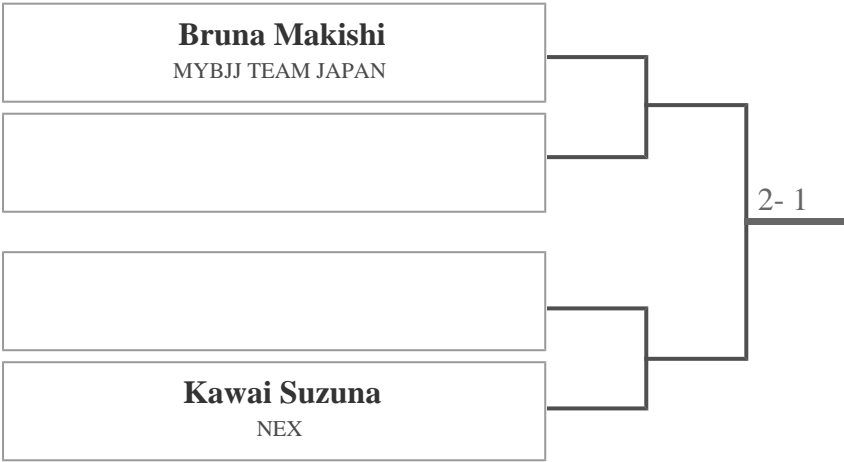 Bruna Makishi
MYBJJ TEAM JAPAN
2- 1
Kawai Suzuna
NEX